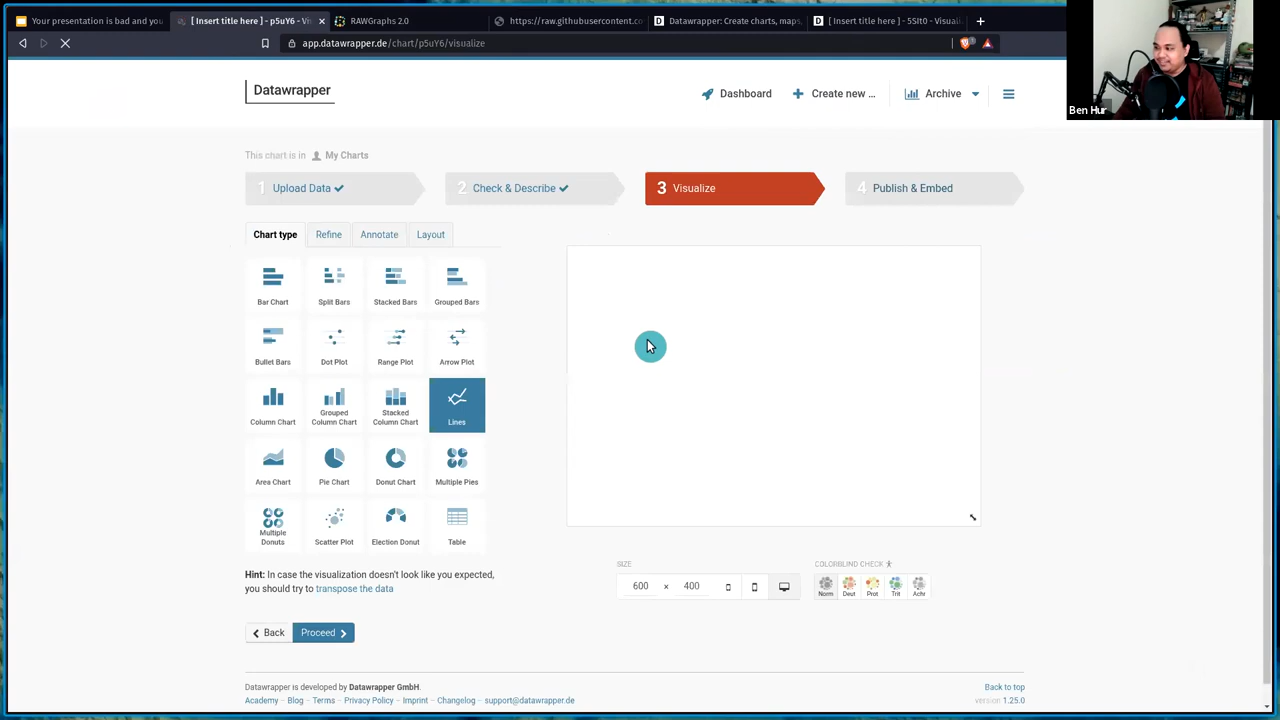 Your presentation is bad and you
[ Insert title here ] - p5uY6 - Vi
RAWGraphs 2.0
https://raw.githubusercontent.co
Datawrapper: Create charts, maps,
[ Insert title here ] - 5SIt0 - Visuali
app.datawrapper.de/chart/p5uY6/visualize
Ben Hur
Datawrapper
Dashboard
Create new ...
Archive
This chart is in My Charts
1 Upload Data
2 Check & Describe
3 Visualize
4 Publish & Embed
Chart type
Refine
Annotate
Layout
Bar Chart
Split Bars
Stacked Bars
Grouped Bars
Bullet Bars
Dot Plot
Range Plot
Arrow Plot
Column Chart
Grouped
Column Chart
Stacked
Column Chart
Lines
Area Chart
Pie Chart
Donut Chart
Multiple Pies
Multiple
Donuts
Scatter Plot
Election Donut
Table
Hint: In case the visualization doesn't look like you expected,
you should try to transpose the data
SIZE
600 × 400
COLORBLIND CHECK
Norm
Deut
Prot
Trit
Achr
Back
Proceed
Datawrapper is developed by Datawrapper GmbH.
Back to top
Academy – Blog – Terms – Privacy Policy – Imprint – Changelog – support@datawrapper.de
version 1.25.0